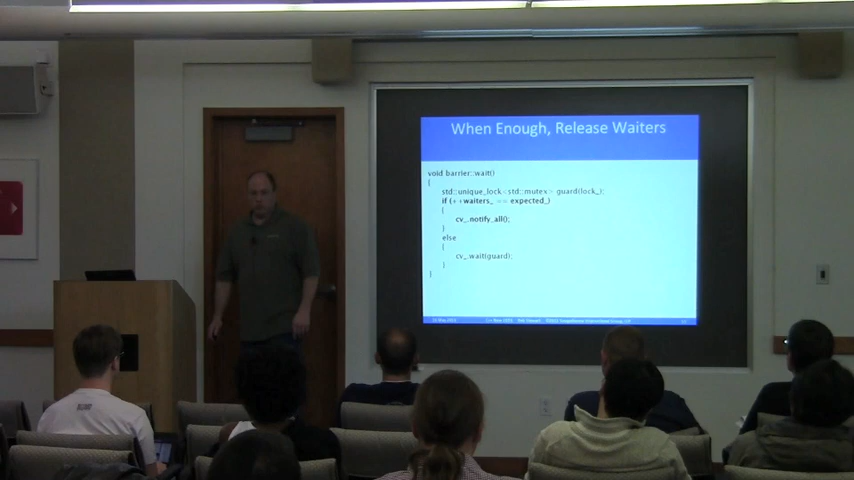 When Enough, Release Waiters
void barrier::wait()
{
std::unique_lock<std::mutex> guard(lock_);
if (++waiters_ == expected_)
{
cv_.notify_all();
}
else
{
cv_.wait(guard);
}
}